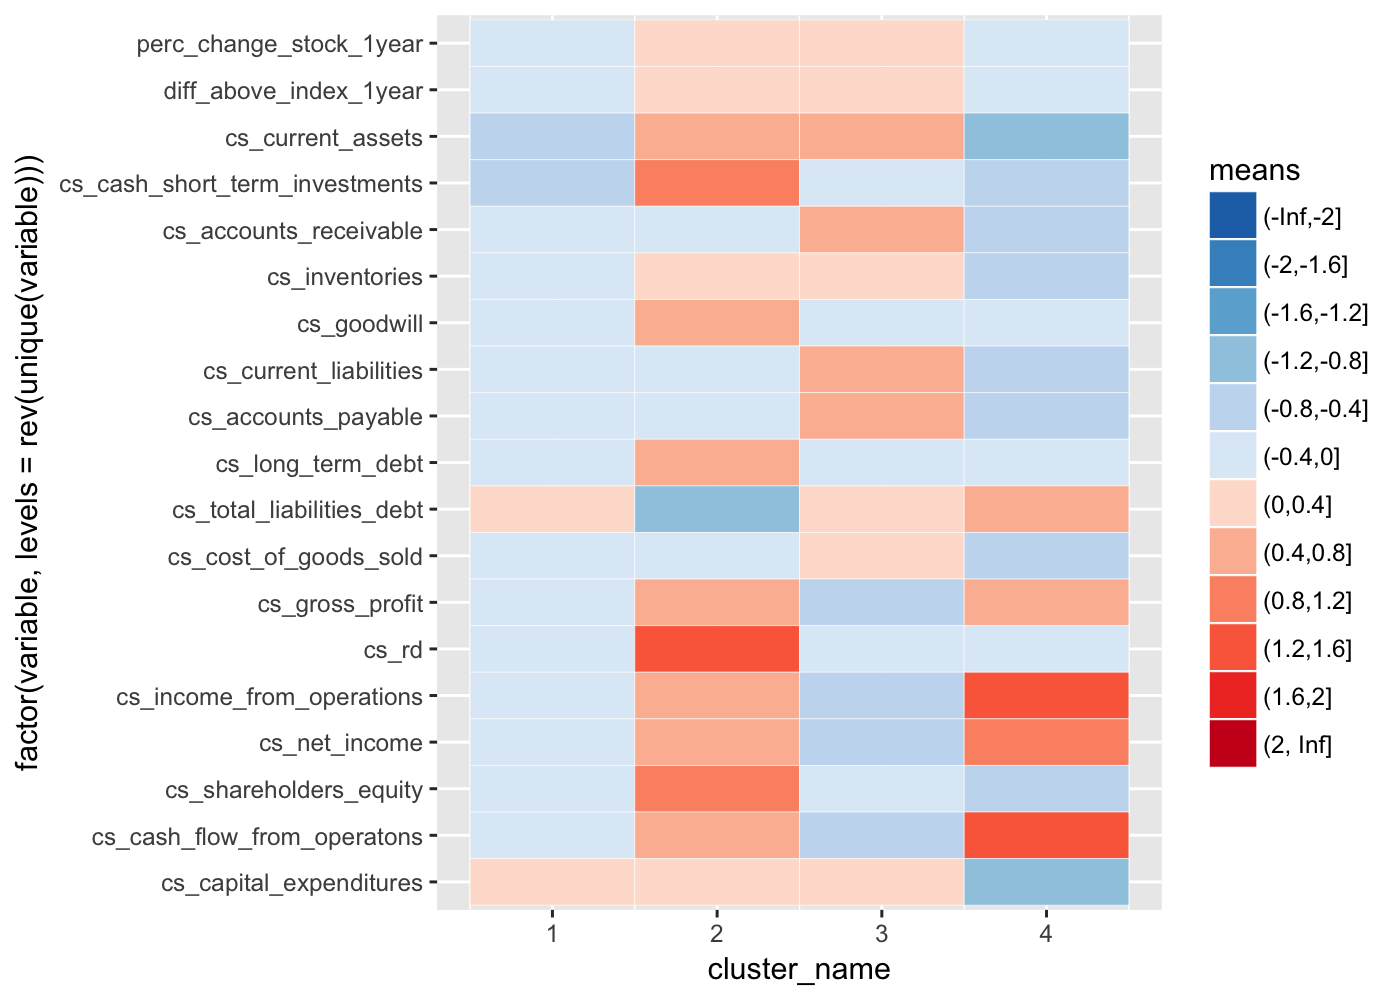 factor(variable, levels = rev(unique(variable)))
perc_change_stock_1year
diff_above_index_1year
cs_current_assets
cs_cash_short_term_investments
cs_accounts_receivable
cs_inventories
cs_goodwill
cs_current_liabilities
cs_accounts_payable
cs_long_term_debt
cs_total_liabilities_debt
cs_cost_of_goods_sold
cs_gross_profit
cs_rd
cs_income_from_operations
cs_net_income
cs_shareholders_equity
cs_cash_flow_from_operatons
cs_capital_expenditures
1 2 3 4
cluster_name
means
(-Inf,-2]
(-2,-1.6]
(-1.6,-1.2]
(-1.2,-0.8]
(-0.8,-0.4]
(-0.4,0]
(0,0.4]
(0.4,0.8]
(0.8,1.2]
(1.2,1.6]
(1.6,2]
(2, Inf]